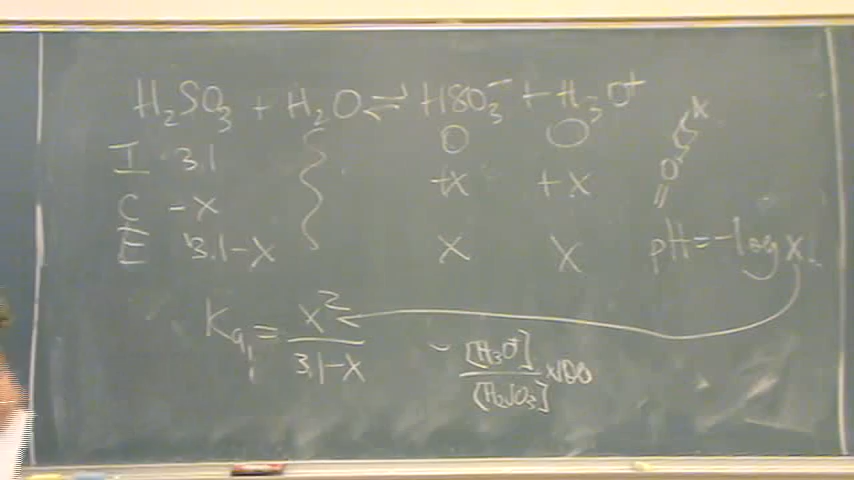 H₂SO₃ + H₂O ⇌ HSO₃⁻ + H₃O⁺
I 3.1 0 0
C -x +x +x
E 3.1-x x x
pH=-log x
Ka₁ = x²/(3.1-x)
[H₃O⁺]/[H₂SO₃] x100